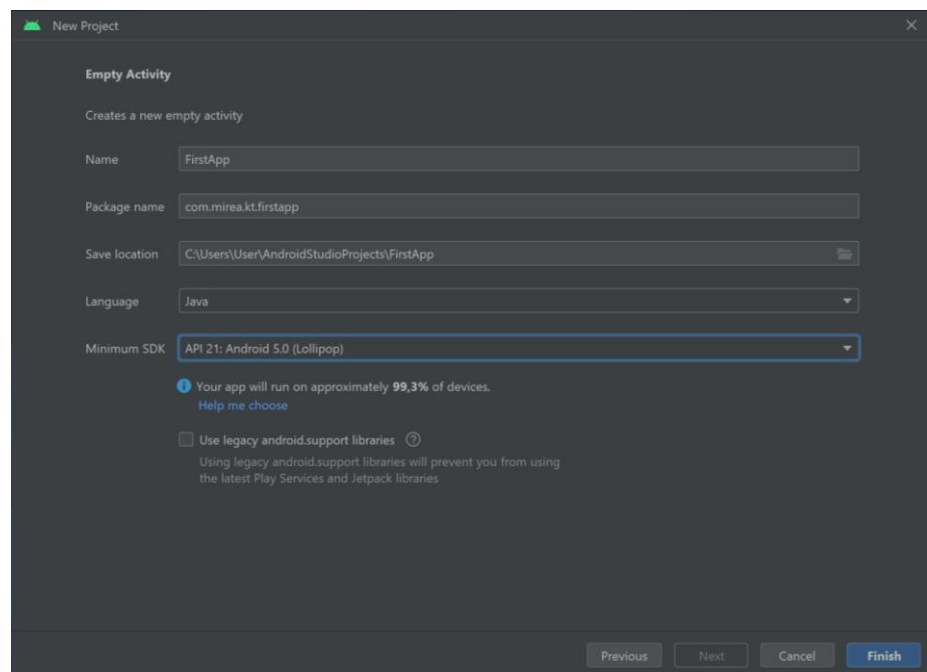 New Project
Empty Activity
Creates a new empty activity
Name FirstApp
Package name com.mirea.kt.firstapp
Save location C:\Users\User\AndroidStudioProjects\FirstApp
Language Java
Minimum SDK API 21: Android 5.0 (Lollipop)
Your app will run on approximately 99,3% of devices.
Help me choose
Use legacy android.support libraries
Using legacy android.support libraries will prevent you from using
the latest Play Services and Jetpack libraries
Previous Next Cancel Finish